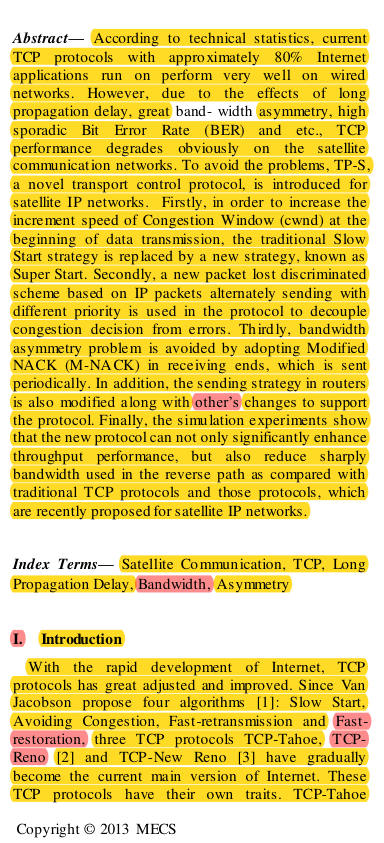 Abstract— According to technical statistics, current
TCP protocols with approximately 80% Internet
applications run on perform very well on wired
networks. However, due to the effects of long
propagation delay, great band- width asymmetry, high
sporadic Bit Error Rate (BER) and etc., TCP
performance degrades obviously on the satellite
communication networks. To avoid the problems, TP-S,
a novel transport control protocol, is introduced for
satellite IP networks. Firstly, in order to increase the
increment speed of Congestion Window (cwnd) at the
beginning of data transmission, the traditional Slow
Start strategy is replaced by a new strategy, known as
Super Start. Secondly, a new packet lost discriminated
scheme based on IP packets alternately sending with
different priority is used in the protocol to decouple
congestion decision from errors. Thirdly, bandwidth
asymmetry problem is avoided by adopting Modified
NACK (M-NACK) in receiving ends, which is sent
periodically. In addition, the sending strategy in routers
is also modified along with other's changes to support
the protocol. Finally, the simulation experiments show
that the new protocol can not only significantly enhance
throughput performance, but also reduce sharply
bandwidth used in the reverse path as compared with
traditional TCP protocols and those protocols, which
are recently proposed for satellite IP networks.
Index Terms— Satellite Communication, TCP, Long
Propagation Delay, Bandwidth, Asymmetry
I. Introduction
With the rapid development of Internet, TCP
protocols has great adjusted and improved. Since Van
Jacobson propose four algorithms [1]: Slow Start,
Avoiding Congestion, Fast-retransmission and Fast-
restoration, three TCP protocols TCP-Tahoe, TCP-
Reno [2] and TCP-New Reno [3] have gradually
become the current main version of Internet. These
TCP protocols have their own traits. TCP-Tahoe
Copyright © 2013 MECS